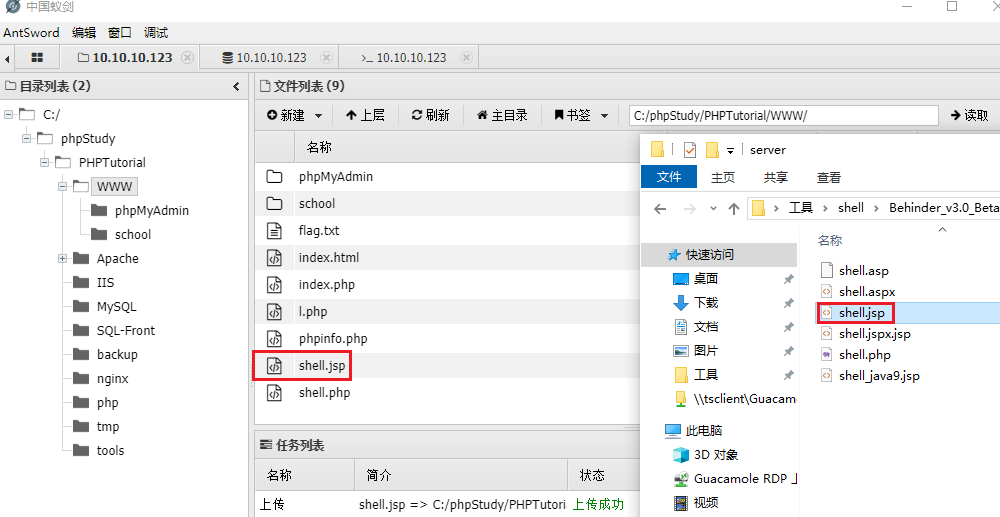 中国蚁剑
AntSword 编辑 窗口 调试
10.10.10.123 10.10.10.123 10.10.10.123
目录列表 (2)
C:/
phpStudy
PHPTutorial
WWW
phpMyAdmin
school
Apache
IIS
MySQL
SQL-Front
backup
nginx
php
tmp
tools
文件列表 (9)
新建 上层 刷新 主目录 书签 C:/phpStudy/PHPTutorial/WWW/ 读取
名称
phpMyAdmin
school
flag.txt
index.html
index.php
l.php
phpinfo.php
shell.jsp
shell.php
任务列表
名称 简介 状态
上传 shell.jsp => C:/phpStudy/PHPTutori 上传成功
server
文件 主页 共享 查看
工具 shell Behinder_v3.0_Beta
快速访问
桌面
下载
文档
图片
工具
\\tsclient\Guacamo
此电脑
3D 对象
Guacamole RDP 上
视频
名称
shell.asp
shell.aspx
shell.jsp
shell.jspx.jsp
shell.php
shell_java9.jsp